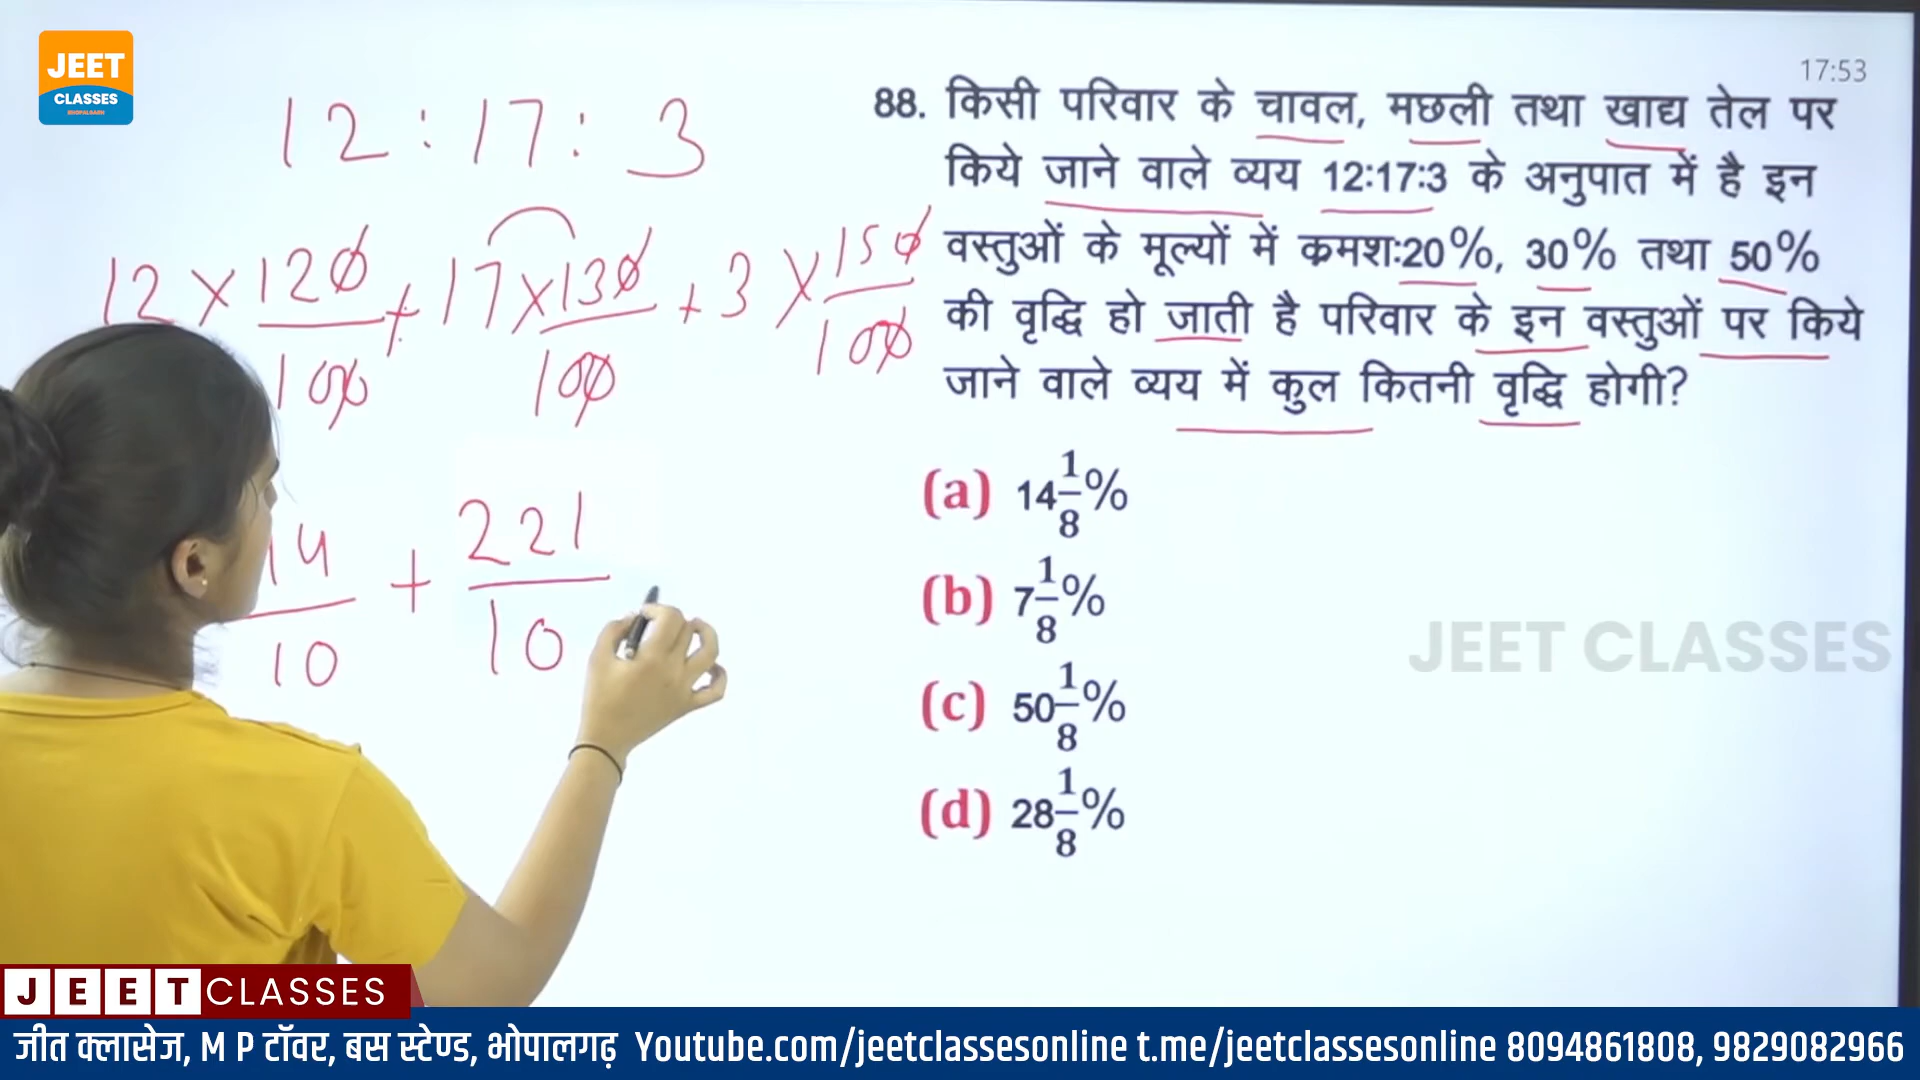 JEET
CLASSES
17:53
12 : 17 : 3
12 × 120/100 + 17 × 130/100 + 3 × 150/100
14/10 + 221/10
88. किसी परिवार के चावल, मछली तथा खाद्य तेल पर
किये जाने वाले व्यय 12:17:3 के अनुपात में है इन
वस्तुओं के मूल्यों में क्रमशः20%, 30% तथा 50%
की वृद्धि हो जाती है परिवार के इन वस्तुओं पर किये
जाने वाले व्यय में कुल कितनी वृद्धि होगी?
(a) 14 1/8%
(b) 7 1/8%
(c) 50 1/8%
(d) 28 1/8%
JEET CLASSES
JEET CLASSES
जीत क्लासेज, M P टॉवर, बस स्टेण्ड, भोपालगढ़ Youtube.com/jeetclassesonline t.me/jeetclassesonline 8094861808, 9829082966